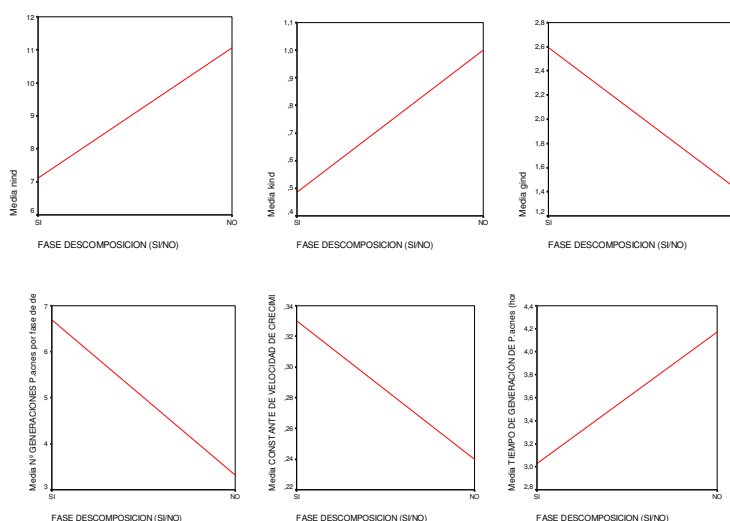 12
11
10
9
8
7
6
Media nind
SI
NO
FASE DESCOMPOSICION (SI/NO)
1,1
1,0
,9
,8
,7
,6
,5
,4
Media kind
SI
NO
FASE DESCOMPOSICION (SI/NO)
2,8
2,6
2,4
2,2
2,0
1,8
1,6
1,4
1,2
Media gind
SI
FASE DESCOMPOSICION (SI/NO)
7
6
5
4
3
Media Nº GENERACIONES P.acnes por fase de de
SI
NO
FASE DESCOMPOSICION (SI/NO)
,34
,32
,30
,28
,26
,24
,22
Media CONSTANTE DE VELOCIDAD DE CRECIMI
SI
NO
FASE DESCOMPOSICION (SI/NO)
4,4
4,2
4,0
3,8
3,6
3,4
3,2
3,0
2,8
Media TIEMPO DE GENERACIÓN DE P.acnes (hor
SI
NO
FASE DESCOMPOSICION (SI/NO)